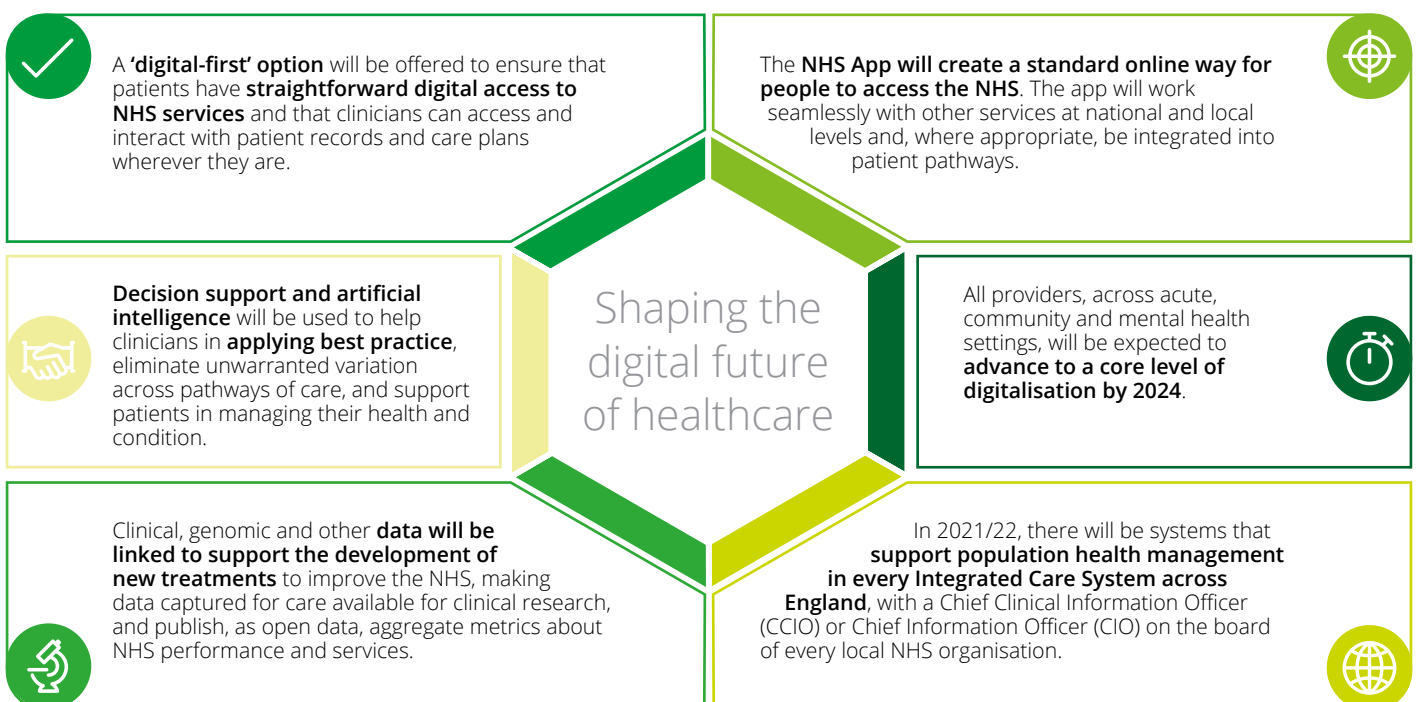 A 'digital-first' option will be offered to ensure that
patients have straightforward digital access to
NHS services and that clinicians can access and
interact with patient records and care plans
wherever they are.
The NHS App will create a standard online way for
people to access the NHS. The app will work
seamlessly with other services at national and local
levels and, where appropriate, be integrated into
patient pathways.
Decision support and artificial
intelligence will be used to help
clinicians in applying best practice,
eliminate unwarranted variation
across pathways of care, and support
patients in managing their health and
condition.
Shaping the
digital future
of healthcare
All providers, across acute,
community and mental health
settings, will be expected to
advance to a core level of
digitalisation by 2024.
Clinical, genomic and other data will be
linked to support the development of
new treatments to improve the NHS, making
data captured for care available for clinical research,
and publish, as open data, aggregate metrics about
NHS performance and services.
In 2021/22, there will be systems that
support population health management
in every Integrated Care System across
England, with a Chief Clinical Information Officer
(CCIO) or Chief Information Officer (CIO) on the board
of every local NHS organisation.